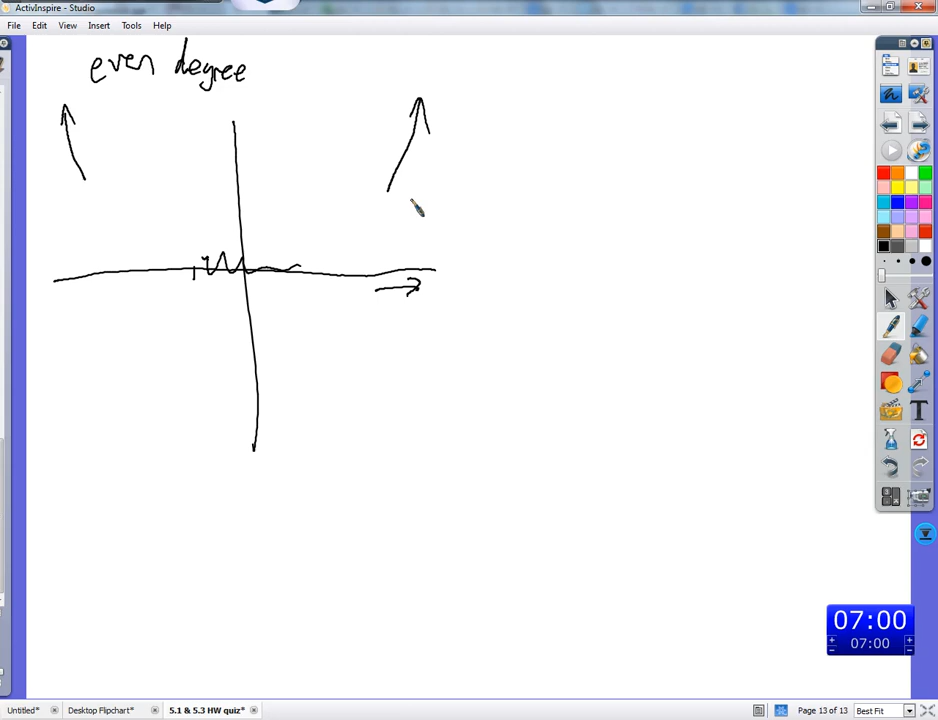 ActivInspire - Studio
File Edit View Insert Tools Help
even degree
07:00
07:00
Untitled* Desktop Flipchart* 5.1 & 5.3 HW quiz* Page 13 of 13 Best Fit